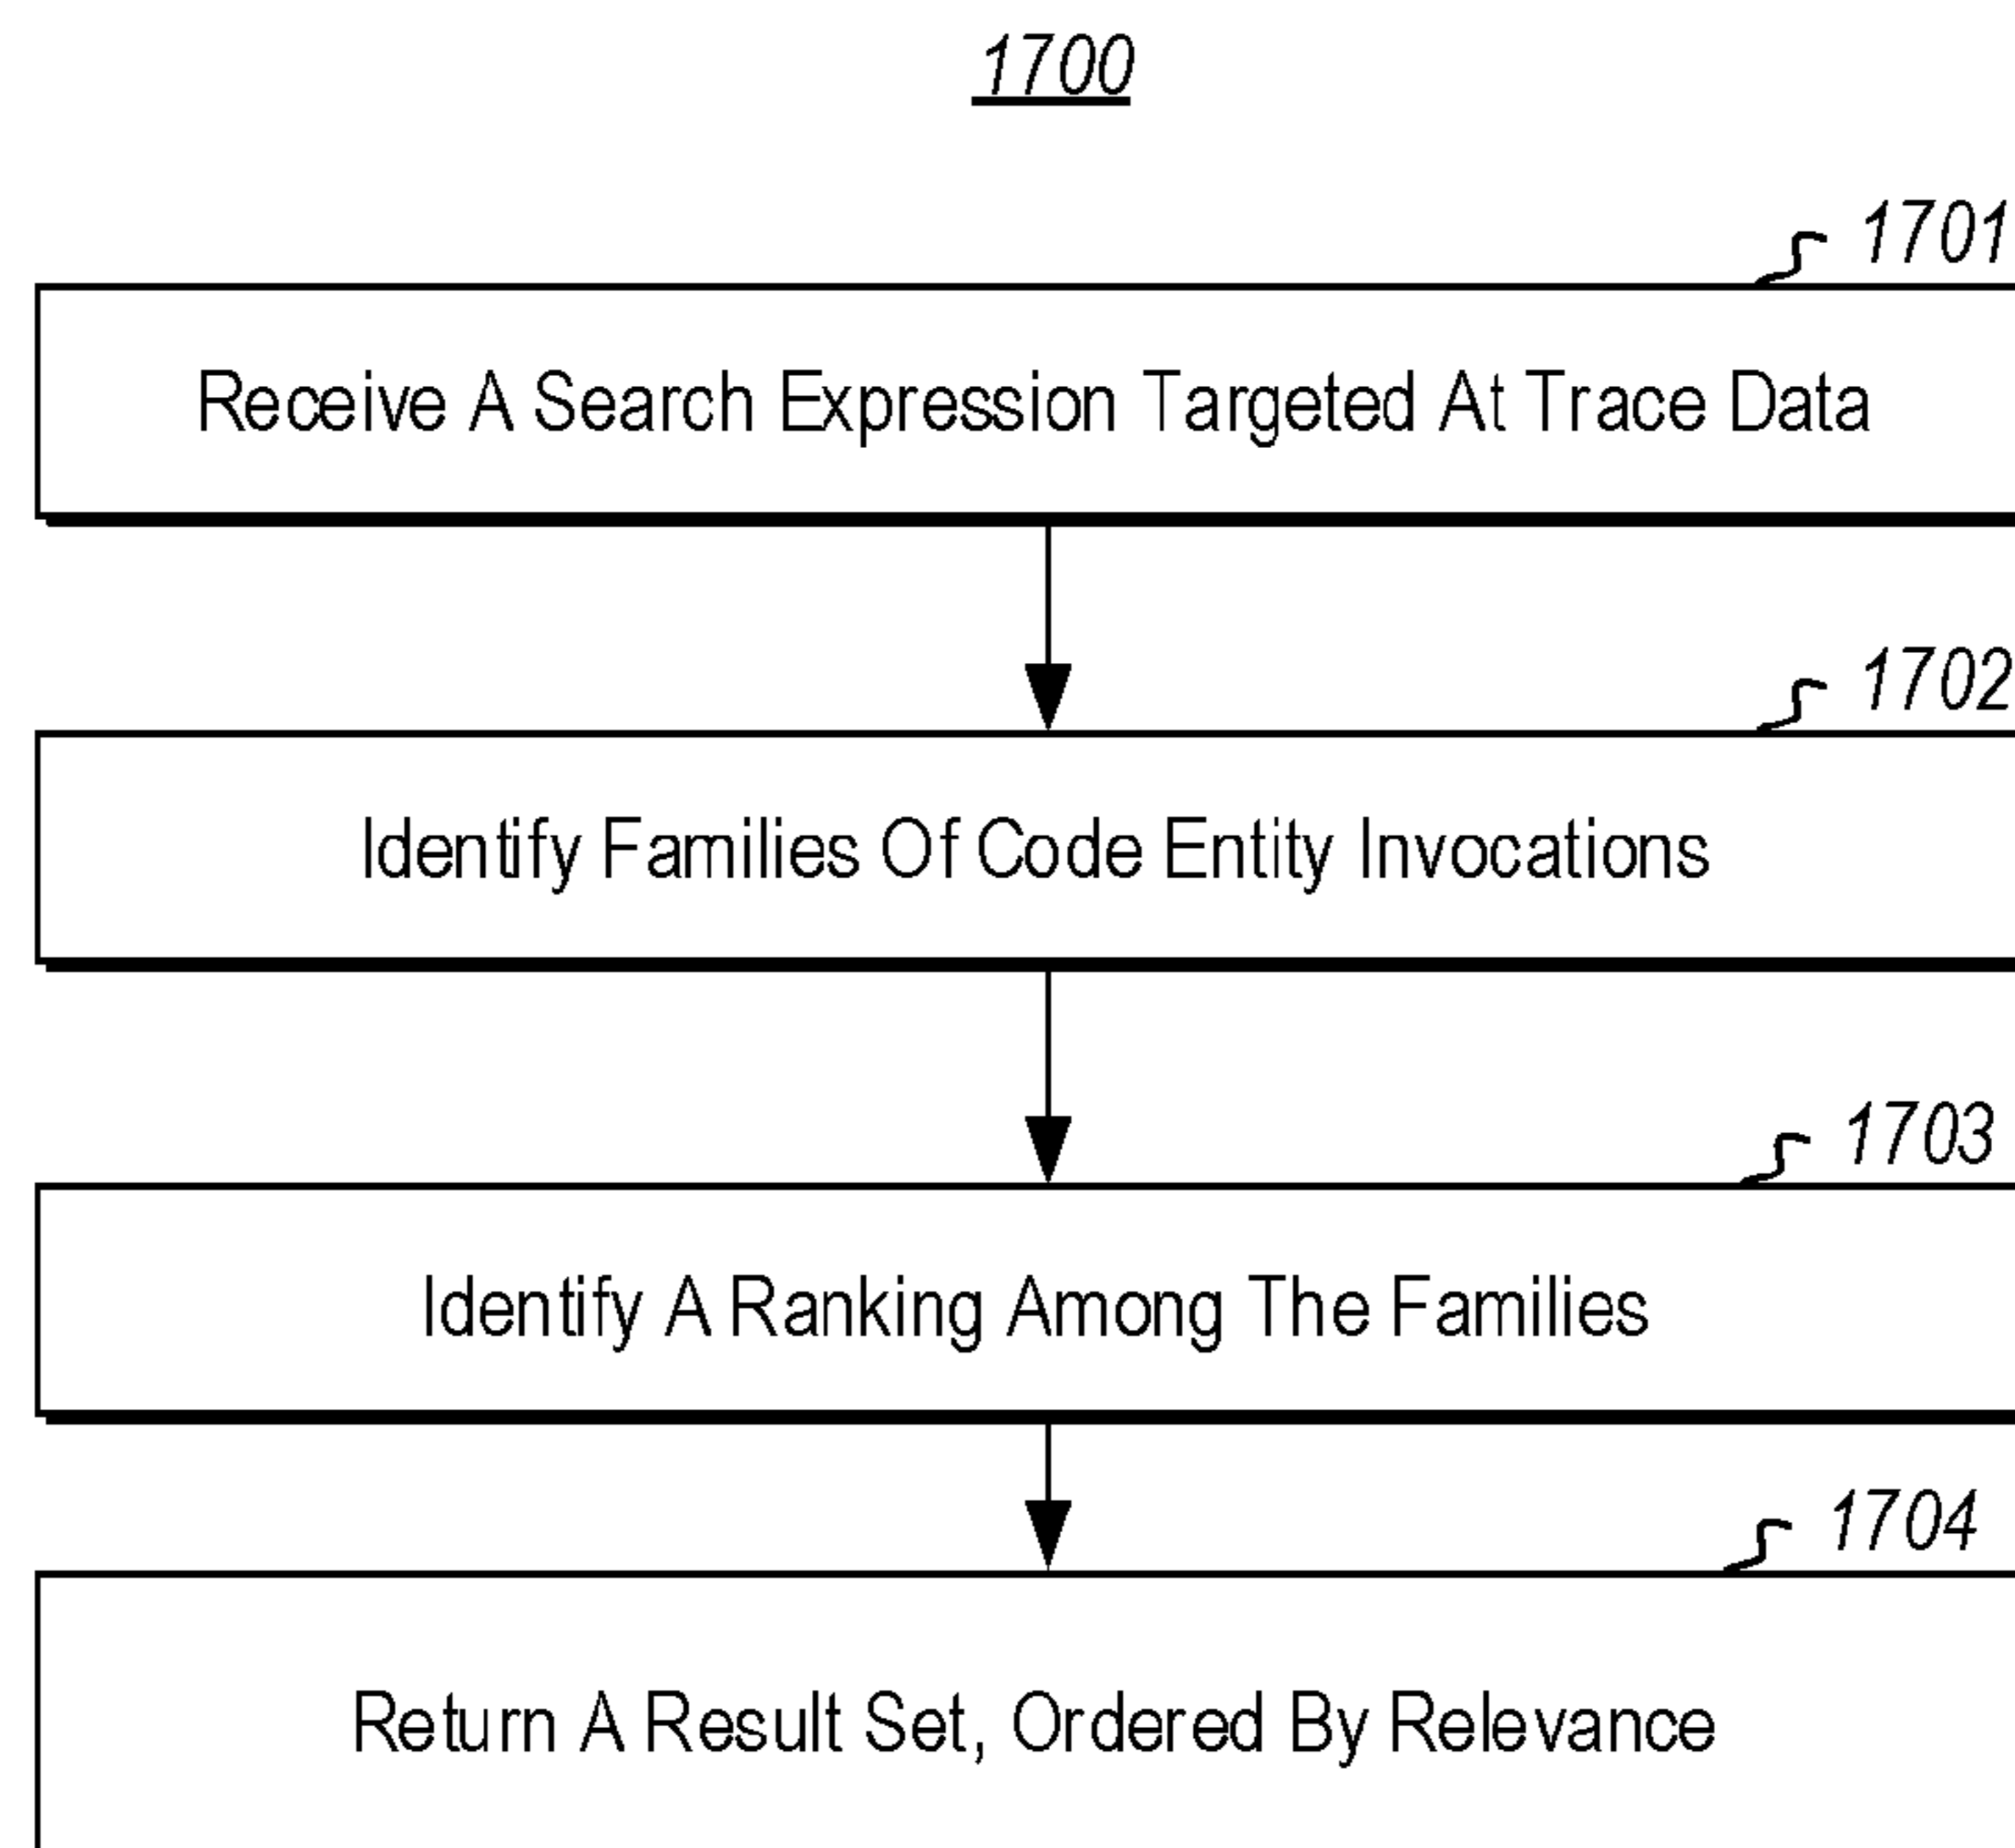 1700
1701
Receive A Search Expression Targeted At Trace Data
1702
Identify Families Of Code Entity Invocations
1703
Identify A Ranking Among The Families
1704
Return A Result Set, Ordered By Relevance